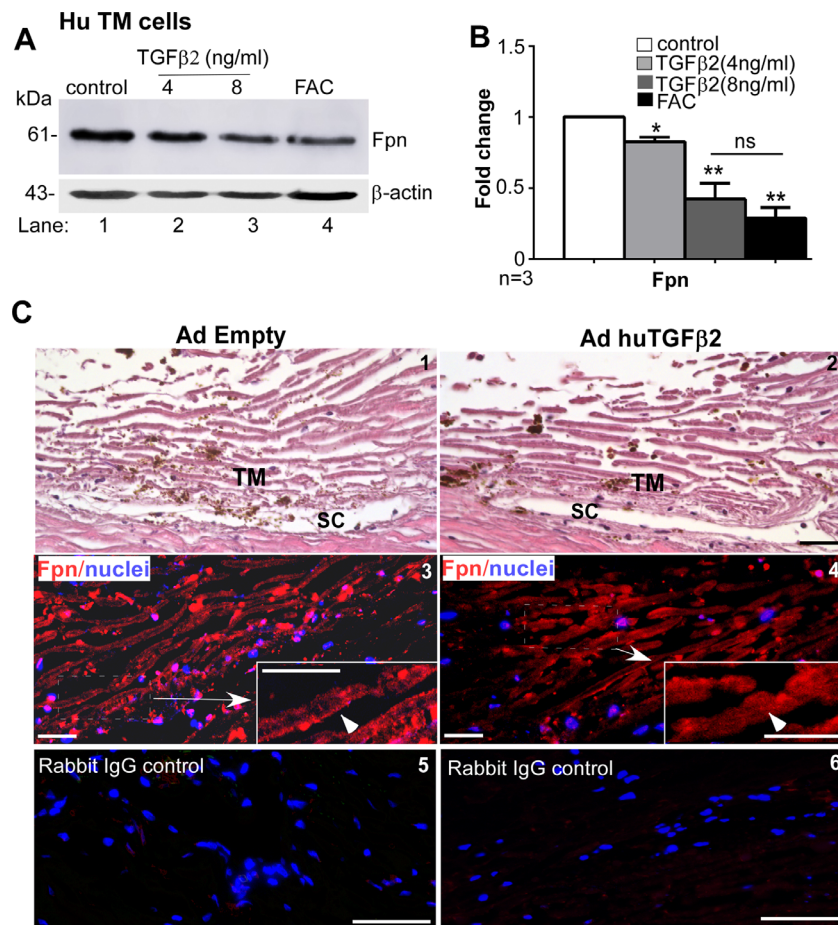 Hu TM cells
A
TGFβ2 (ng/ml)
kDa
control 4 8 FAC
61- Fpn
43- β-actin
Lane: 1 2 3 4
B
1.5
1
0.5
0
Fold change
control
TGFβ2(4ng/ml)
TGFβ2(8ng/ml)
FAC
ns
* ** **
n=3 Fpn
C
Ad Empty Ad huTGFβ2
1
TM
SC
2
TM
SC
Fpn/nuclei 3
Fpn/nuclei 4
Rabbit IgG control 5
Rabbit IgG control 6